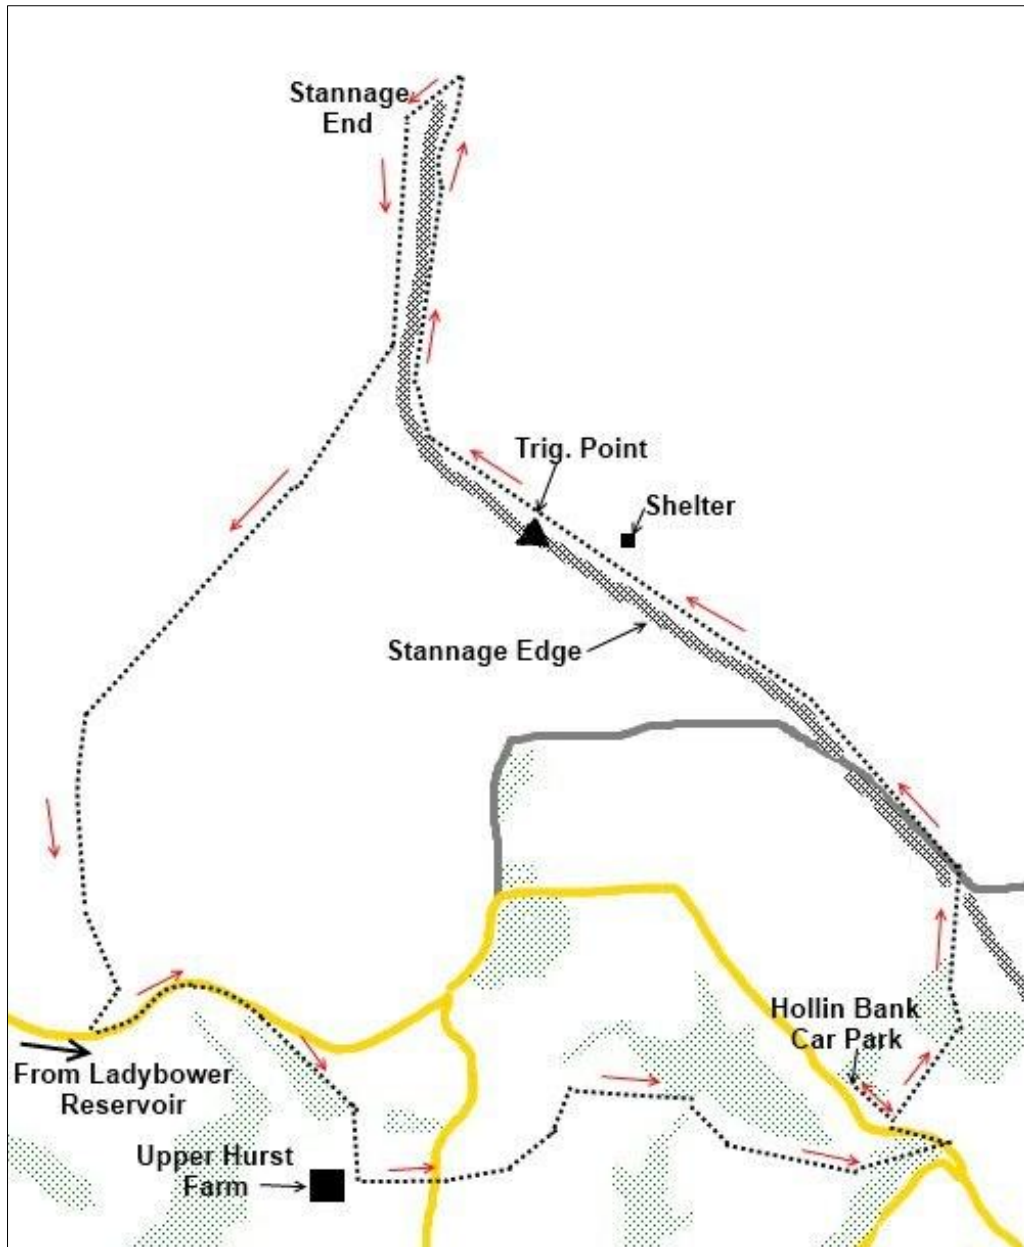 Stannage
End
Trig. Point
Shelter
Stannage Edge
Hollin Bank
Car Park
From Ladybower
Reservoir
Upper Hurst
Farm